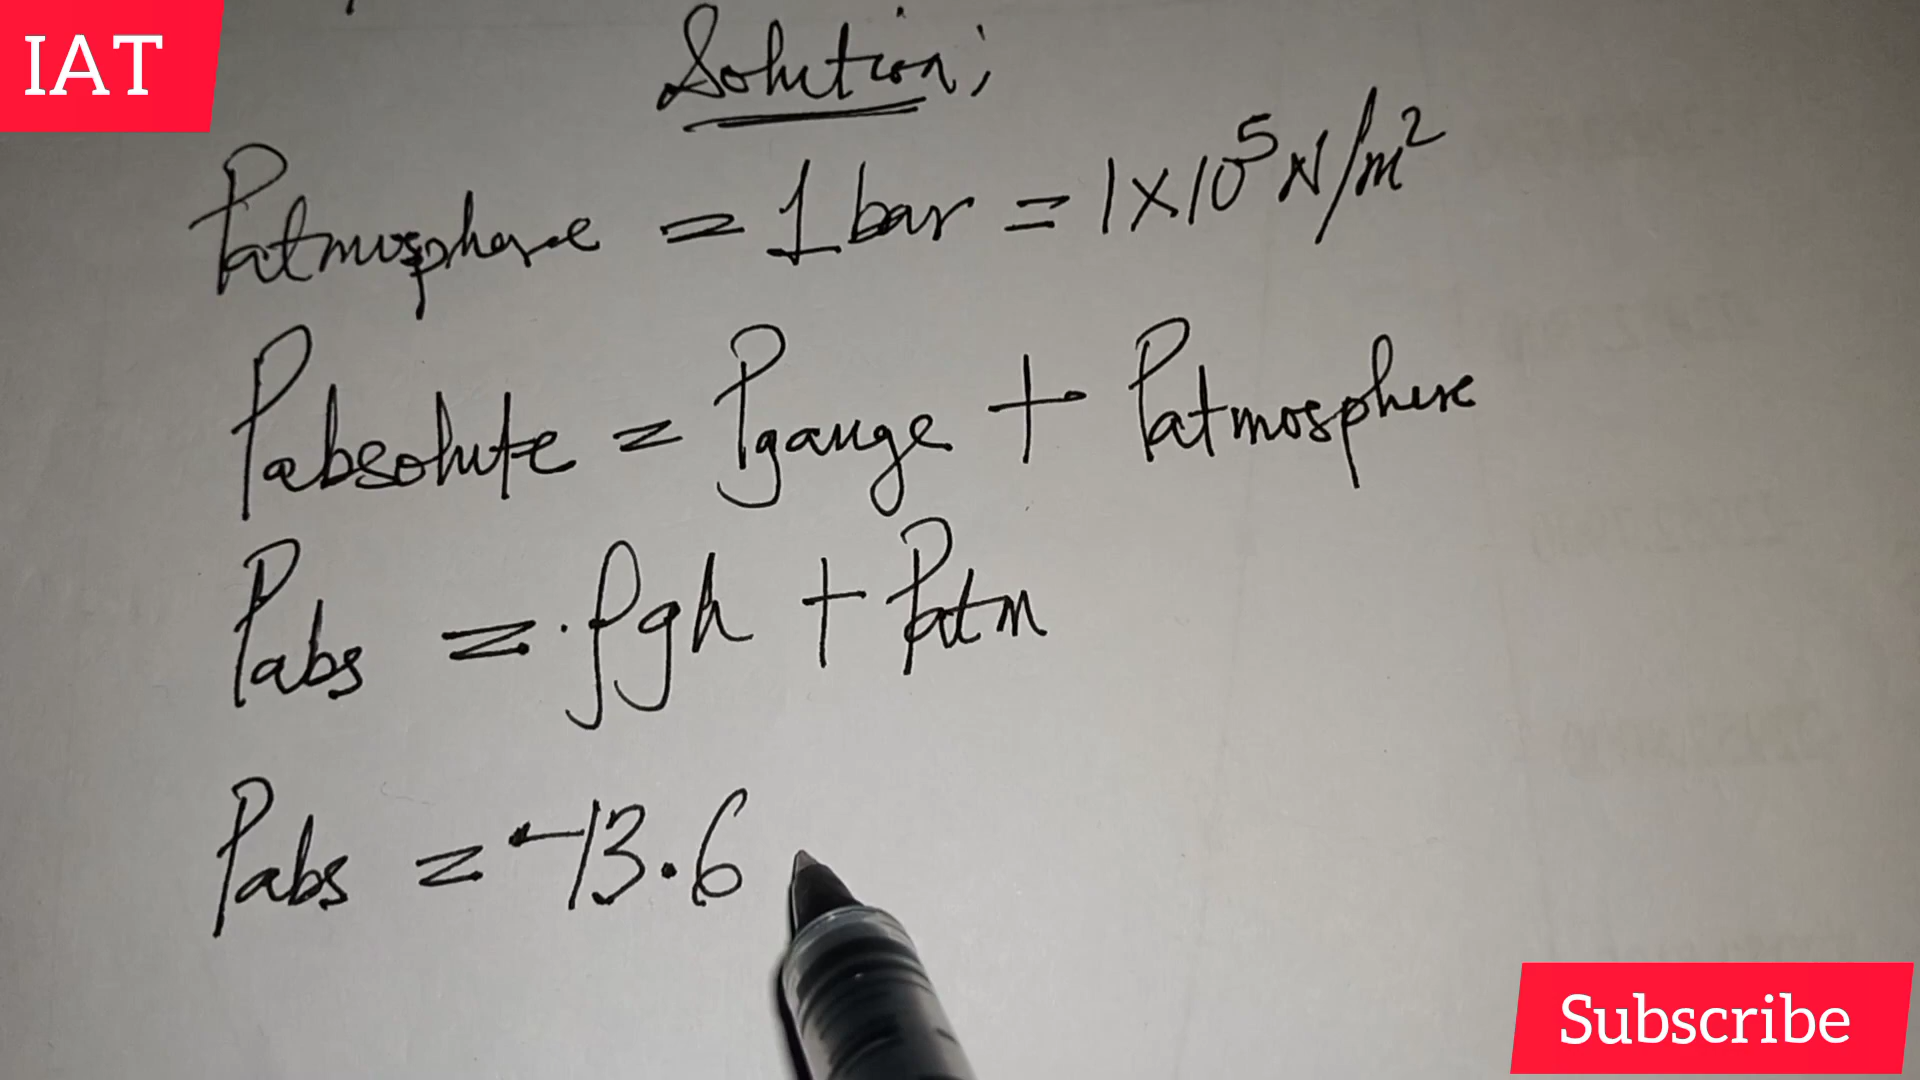 IAT
Solution;
Patmosphere = 1 bar = 1×10⁵ N/m²
Pabsolute = Pgauge + Patmosphere
Pabs = ρgh + Patm
Pabs = -13.6
Subscribe